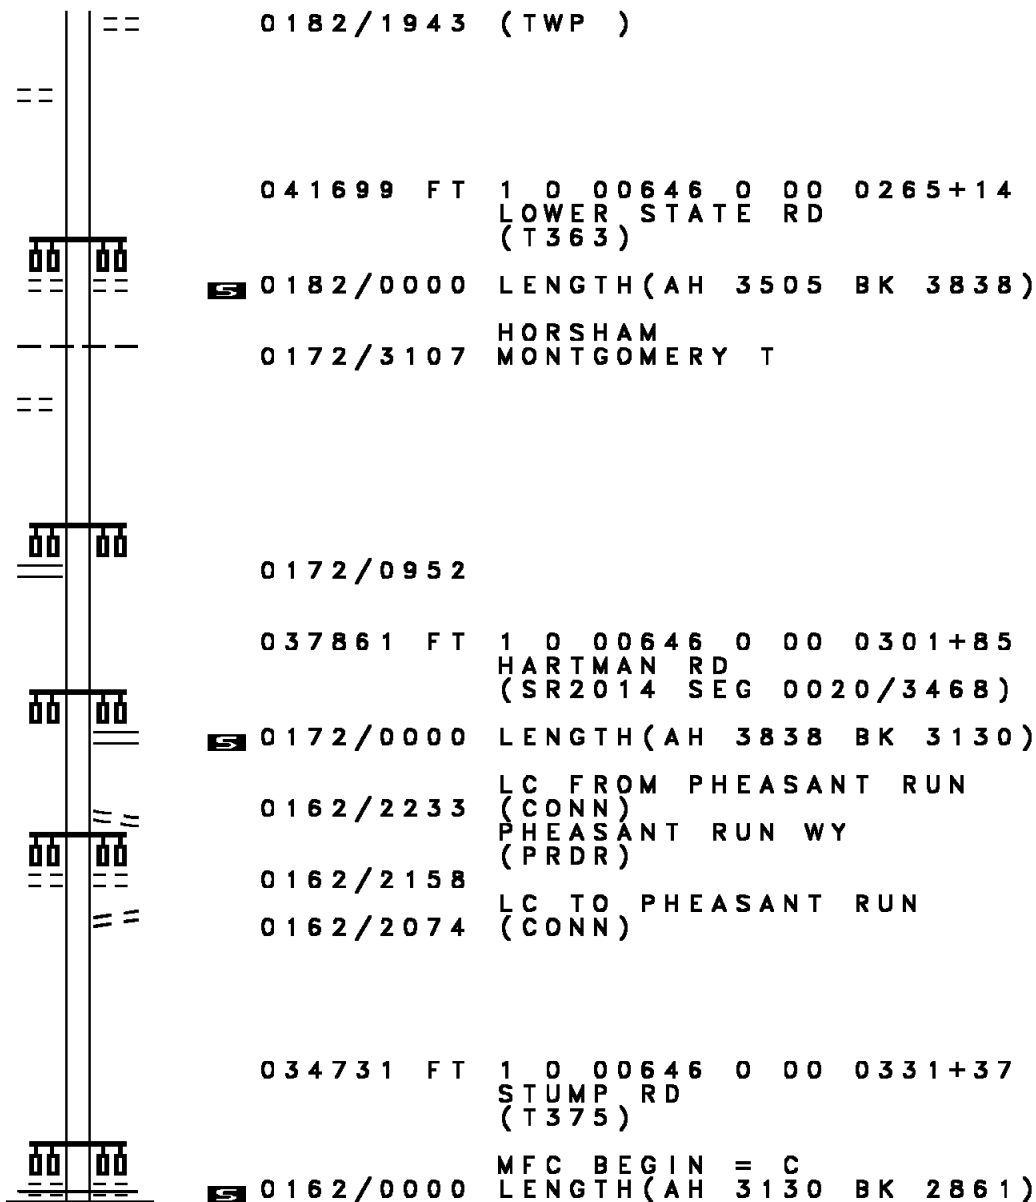 0182/1943 (TWP )
041699 FT 1 0 00646 0 00 0265+14
LOWER STATE RD
(T363)
S 0182/0000 LENGTH(AH 3505 BK 3838)
HORSHAM
0172/3107 MONTGOMERY T
0172/0952
037861 FT 1 0 00646 0 00 0301+85
HARTMAN RD
(SR2014 SEG 0020/3468)
S 0172/0000 LENGTH(AH 3838 BK 3130)
LC FROM PHEASANT RUN
0162/2233 (CONN)
PHEASANT RUN WY
(PRDR)
0162/2158
LC TO PHEASANT RUN
0162/2074 (CONN)
034731 FT 1 0 00646 0 00 0331+37
STUMP RD
(T375)
MFC BEGIN = C
S 0162/0000 LENGTH(AH 3130 BK 2861)